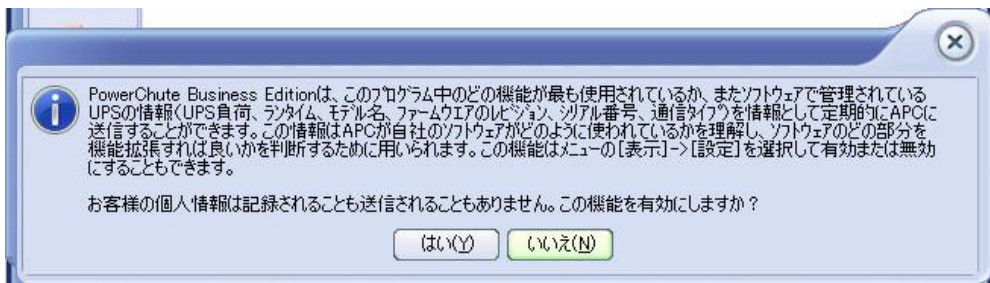 PowerChute Business Editionは、このプログラム中のどの機能が最も使用されているか、またソフトウェアで管理されている
UPSの情報(UPS負荷、ランタイム、モデル名、ファームウエアのレビジョン、シリアル番号、通信タイプ)を情報として定期的にAPCに
送信することができます。この情報はAPCが自社のソフトウェアがどのように使われているかを理解し、ソフトウェアのどの部分を
機能拡張すれば良いかを判断するために用いられます。この機能はメニューの[表示]->[設定]を選択して有効または無効
にすることもできます。
お客様の個人情報は記録されることも送信されることもありません。この機能を有効にしますか?
はい(Y)
いいえ(N)